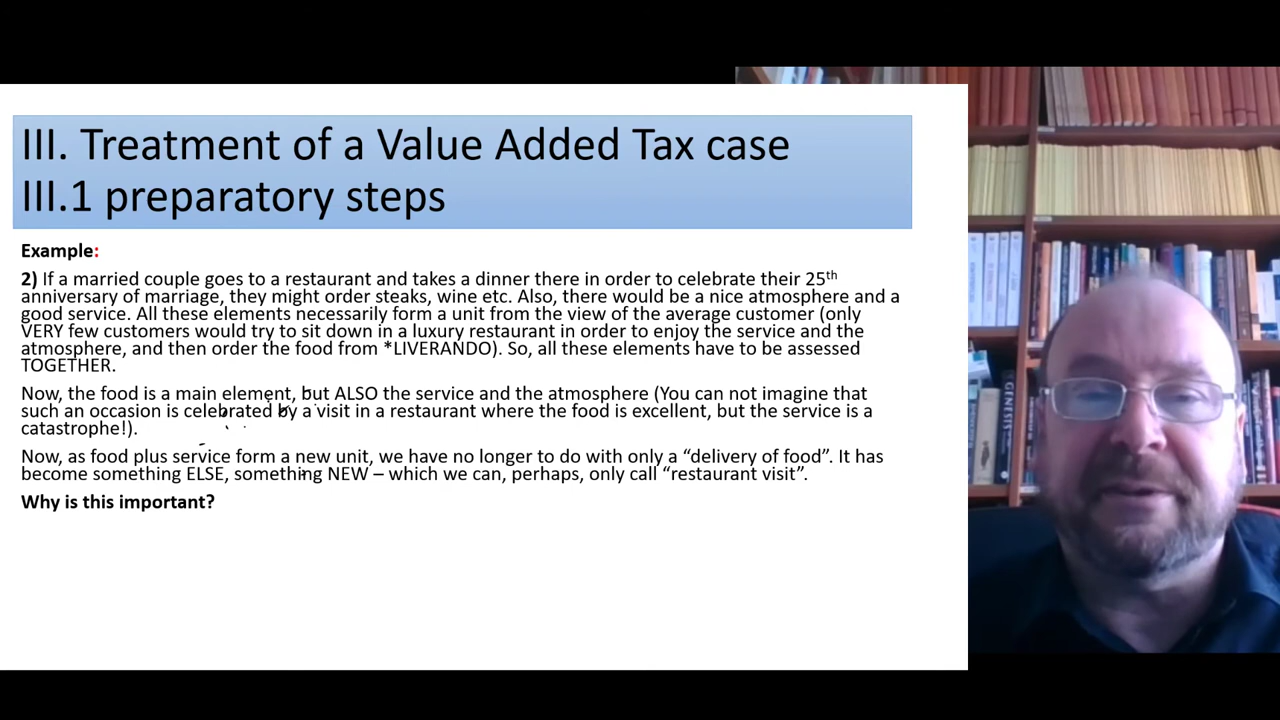 III. Treatment of a Value Added Tax case
III.1 preparatory steps
Example:
2) If a married couple goes to a restaurant and takes a dinner there in order to celebrate their 25th
anniversary of marriage, they might order steaks, wine etc. Also, there would be a nice atmosphere and a
good service. All these elements necessarily form a unit from the view of the average customer (only
VERY few customers would try to sit down in a luxury restaurant in order to enjoy the service and the
atmosphere, and then order the food from *LIVERANDO). So, all these elements have to be assessed
TOGETHER.
Now, the food is a main element, but ALSO the service and the atmosphere (You can not imagine that
such an occasion is celebrated by a visit in a restaurant where the food is excellent, but the service is a
catastrophe!).
Now, as food plus service form a new unit, we have no longer to do with only a “delivery of food”. It has
become something ELSE, something NEW – which we can, perhaps, only call “restaurant visit”.
Why is this important?
GENESIS